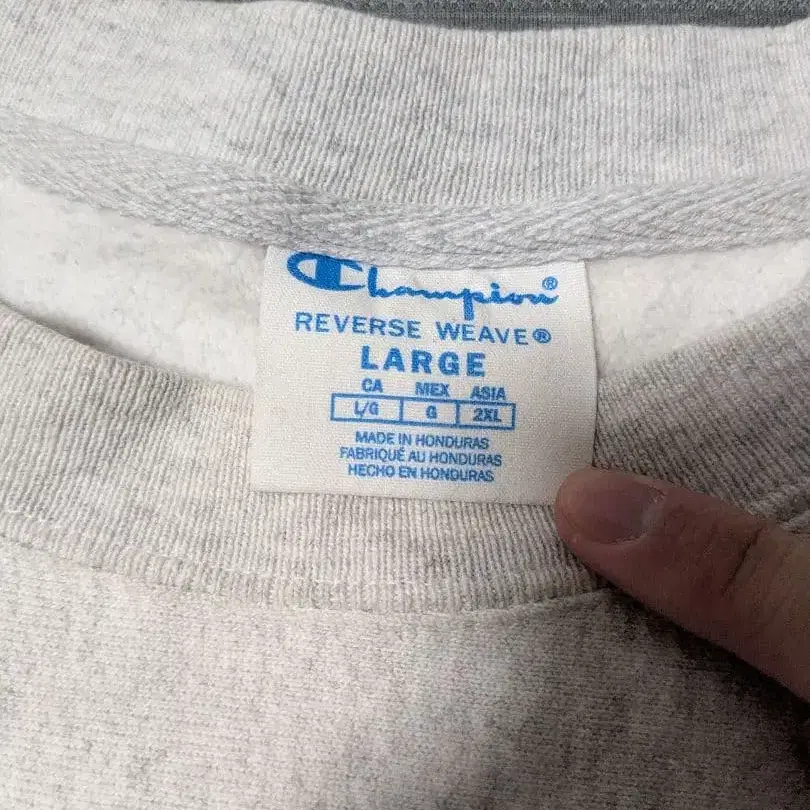 Champion®
REVERSE WEAVE®
LARGE
CA MEX ASIA
L/G G 2XL
MADE IN HONDURAS
FABRIQUÉ AU HONDURAS
HECHO EN HONDURAS